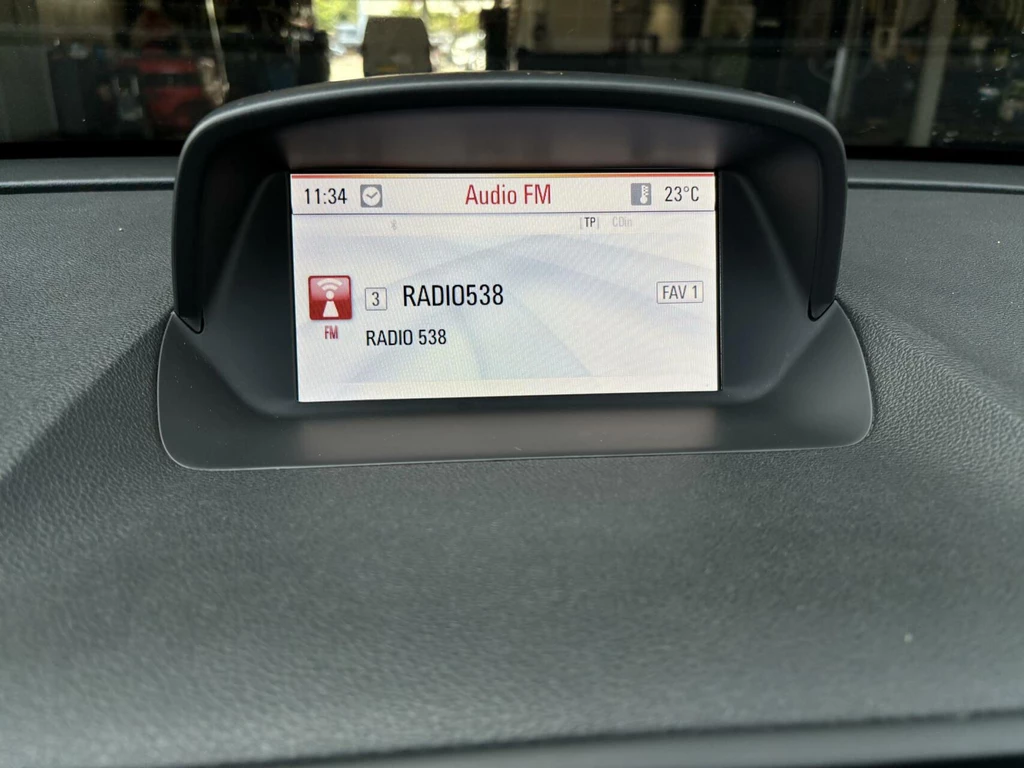 11:34 Audio FM 23°C
[TP] CDin
3 RADIO538 FAV 1
FM
RADIO 538